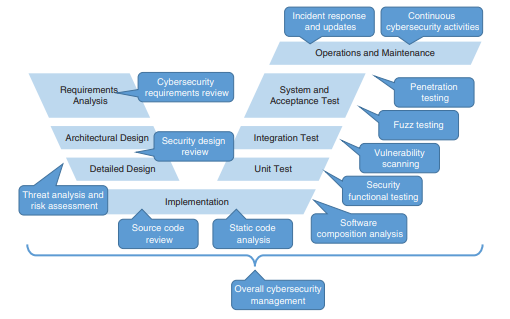 Incident response
and updates
Continuous
cybersecurity activities
Operations and Maintenance
Requirements
Analysis
Cybersecurity
requirements review
System and
Acceptance Test
Penetration
testing
Fuzz testing
Architectural Design
Security design
review
Integration Test
Vulnerability
scanning
Detailed Design
Unit Test
Security
functional testing
Threat analysis and
risk assessment
Implementation
Source code
review
Static code
analysis
Software
composition analysis
Overall cybersecurity
management